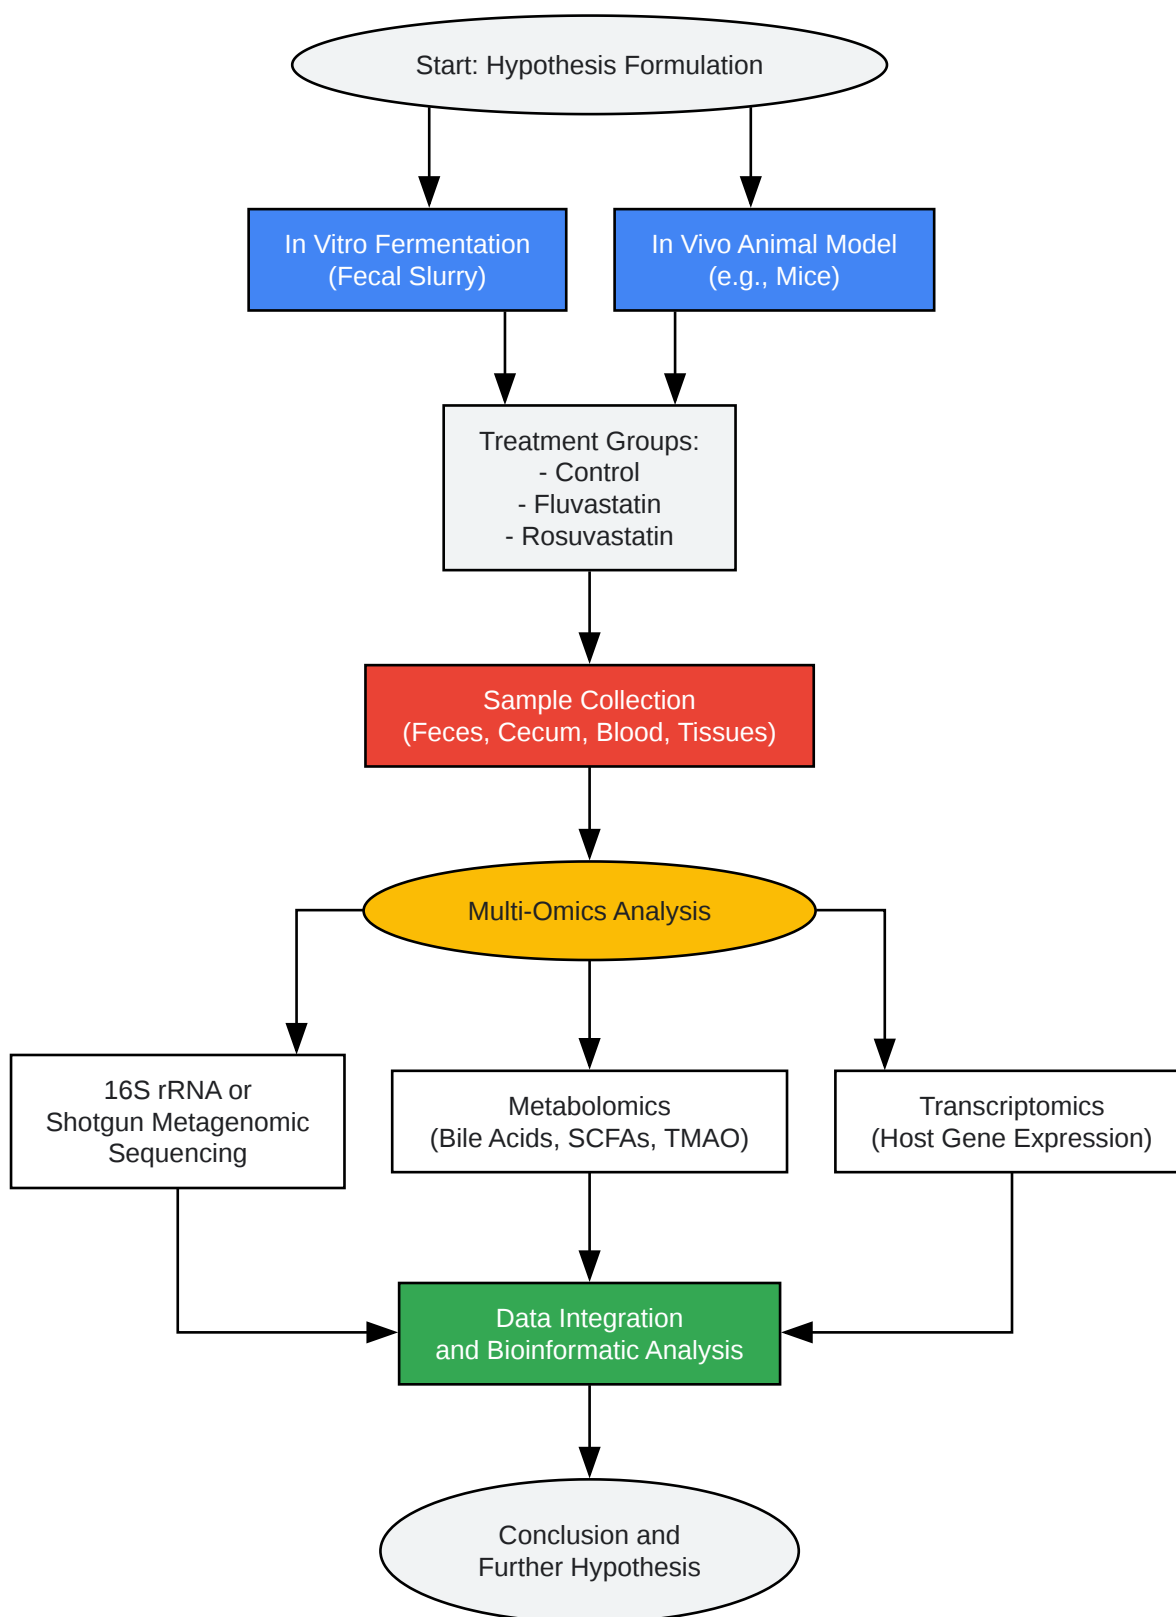 Start: Hypothesis Formulation
In Vitro Fermentation
(Fecal Slurry)
In Vivo Animal Model
(e.g., Mice)
Treatment Groups:
- Control
- Fluvastatin
- Rosuvastatin
Sample Collection
(Feces, Cecum, Blood, Tissues)
Multi-Omics Analysis
16S rRNA or
Shotgun Metagenomic
Sequencing
Metabolomics
(Bile Acids, SCFAs, TMAO)
Transcriptomics
(Host Gene Expression)
Data Integration
and Bioinformatic Analysis
Conclusion and
Further Hypothesis